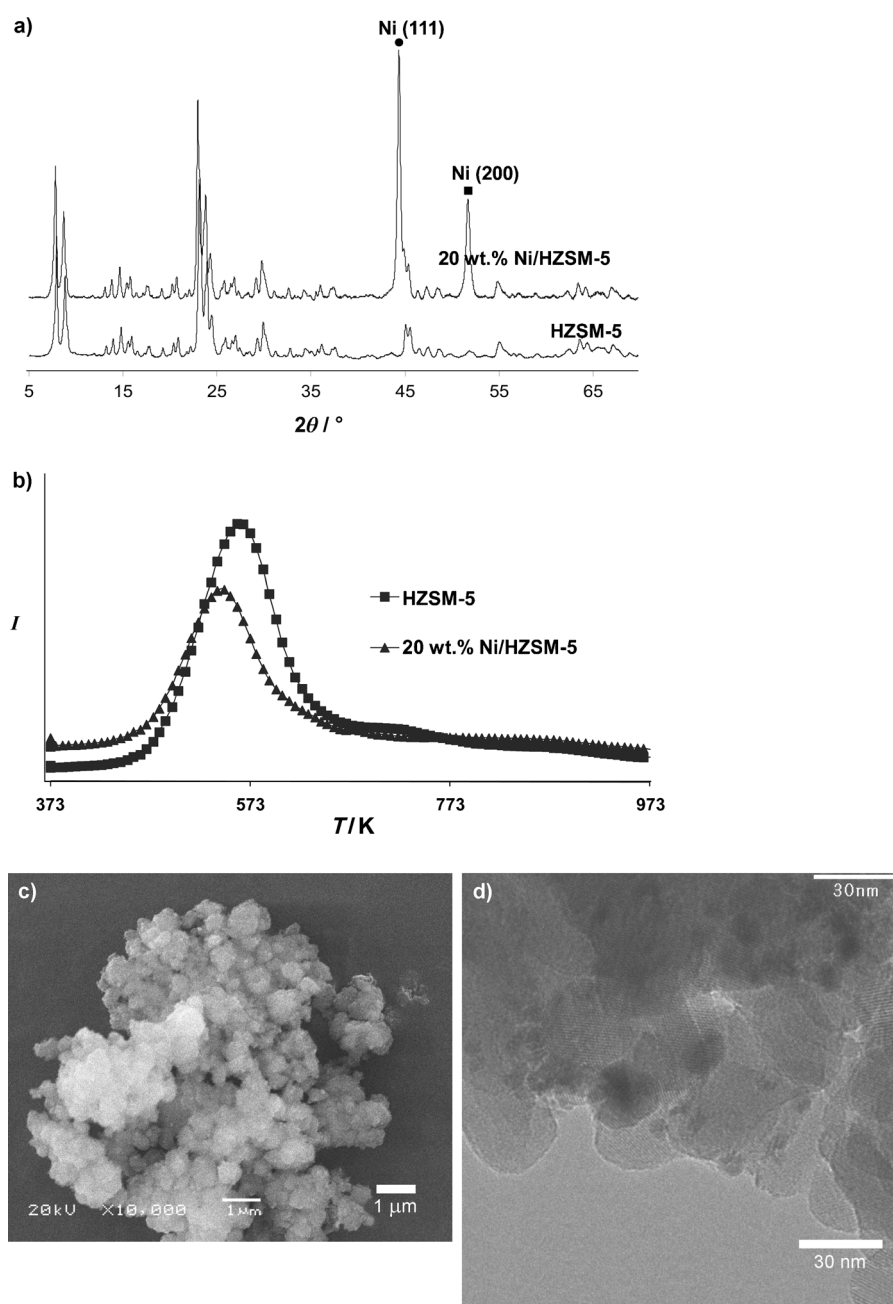 a)
Ni (111)
Ni (200)
20 wt.% Ni/HZSM-5
HZSM-5
5 15 25 35 45 55 65
2θ / °
b)
I
HZSM-5
20 wt.% Ni/HZSM-5
373 573 773 973
T / K
c)
20kV X10,000 1μm
1 μm
d)
30nm
30 nm